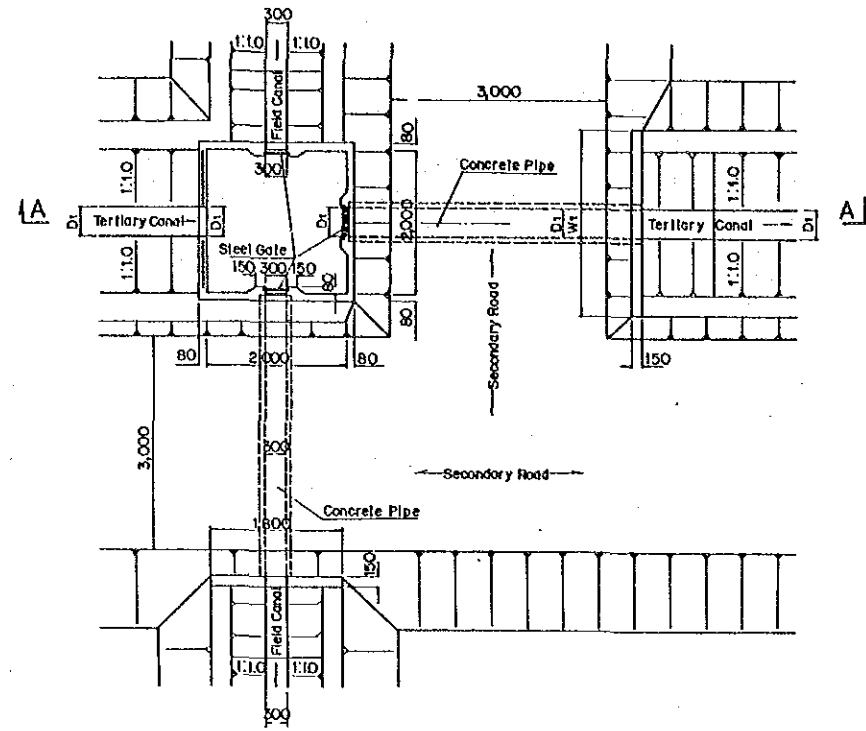 300
1:1.0 1:1.0
Field Canal
3,000
80
300
Concrete Pipe
1:1.0
1:1.0
A
A
D1
Tertiary Canal
D1
D1
2,000
D1
W1
Tertiary Canal
D1
Steel Gate
150 300 150
80
1:1.0
1:1.0
80
80
2,000
80
150
Secondary Road
3,000
300
Secondory Road
Concrete Pipe
1,800
150
Field Canal
1:1.0 1:1.0
300